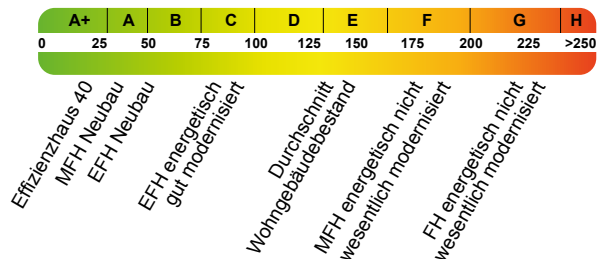 A+ A B C D E F G H
0 25 50 75 100 125 150 175 200 225 >250
Effizienzhaus 40
MFH Neubau
EFH Neubau
EFH energetisch
gut modernisiert
Durchschnitt
Wohngebäudebestand
MFH energetisch nicht
wesentlich modernisiert
FH energetisch nicht
wesentlich modernisiert